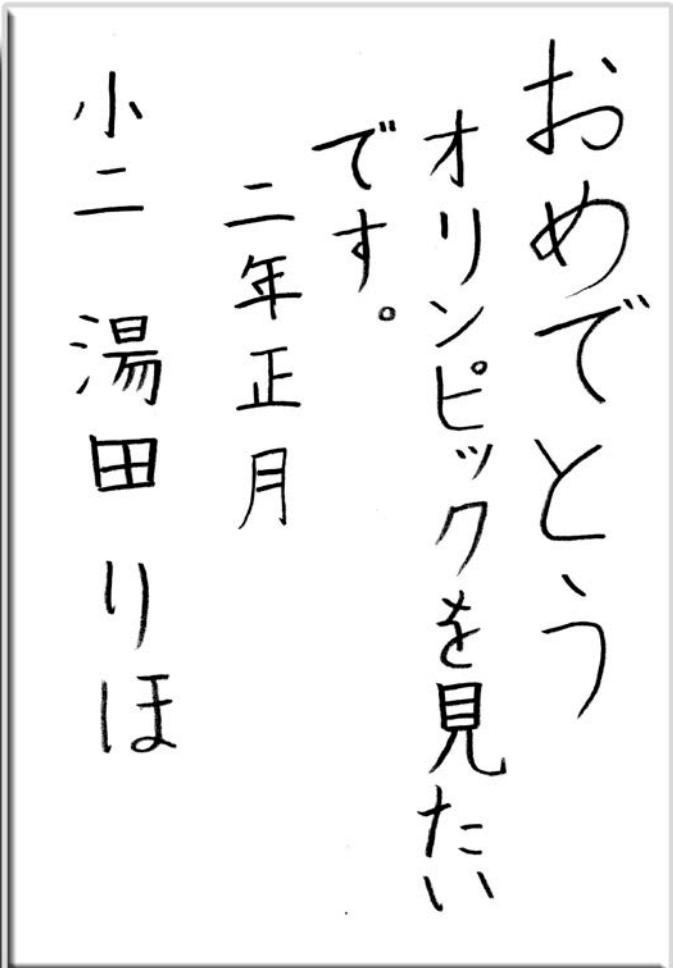 おめでとう
オリンピックを見たい
です。
二年正月
小二 湯田りほ